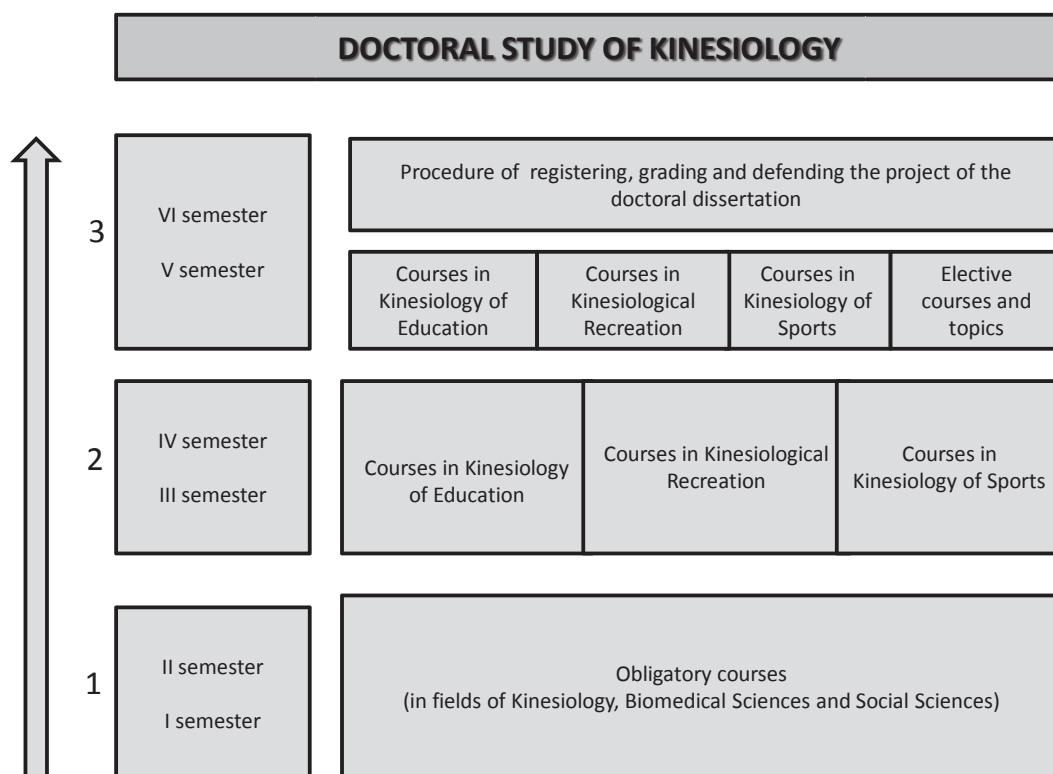 DOCTORAL STUDY OF KINESIOLOGY
3
VI semester
V semester
Procedure of registering, grading and defending the project of the
doctoral dissertation
Courses in
Kinesiology of
Education
Courses in
Kinesiological
Recreation
Courses in
Kinesiology of
Sports
Elective
courses and
topics
2
IV semester
III semester
Courses in Kinesiology
of Education
Courses in Kinesiological
Recreation
Courses in
Kinesiology of Sports
1
II semester
I semester
Obligatory courses
(in fields of Kinesiology, Biomedical Sciences and Social Sciences)